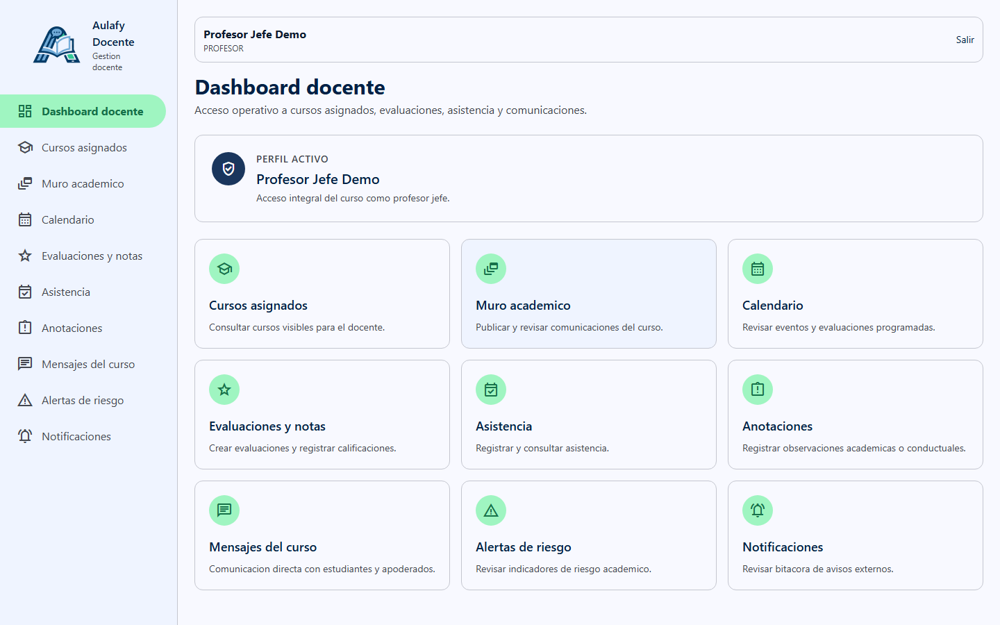 Aulafy
Docente
Gestion
docente
Dashboard docente
Cursos asignados
Muro academico
Calendario
Evaluaciones y notas
Asistencia
Anotaciones
Mensajes del curso
Alertas de riesgo
Notificaciones
Profesor Jefe Demo
PROFESOR
Salir
Dashboard docente
Acceso operativo a cursos asignados, evaluaciones, asistencia y comunicaciones.
PERFIL ACTIVO
Profesor Jefe Demo
Acceso integral del curso como profesor jefe.
Cursos asignados
Consultar cursos visibles para el docente.
Muro academico
Publicar y revisar comunicaciones del curso.
Calendario
Revisar eventos y evaluaciones programadas.
Evaluaciones y notas
Crear evaluaciones y registrar calificaciones.
Asistencia
Registrar y consultar asistencia.
Anotaciones
Registrar observaciones academicas o conductuales.
Mensajes del curso
Comunicacion directa con estudiantes y apoderados.
Alertas de riesgo
Revisar indicadores de riesgo academico.
Notificaciones
Revisar bitacora de avisos externos.